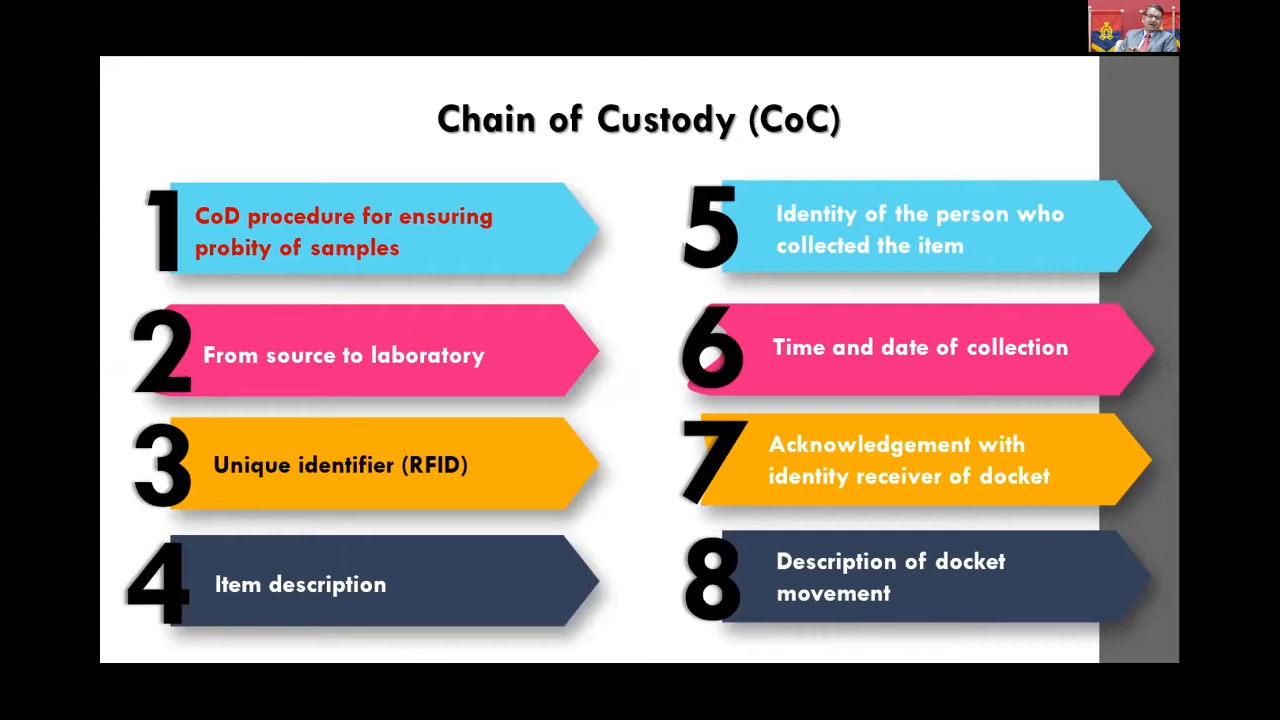 Chain of Custody (CoC)
1
CoD procedure for ensuring
probity of samples
2
From source to laboratory
3
Unique identifier (RFID)
4
Item description
5
Identity of the person who
collected the item
6
Time and date of collection
7
Acknowledgement with
identity receiver of docket
8
Description of docket
movement